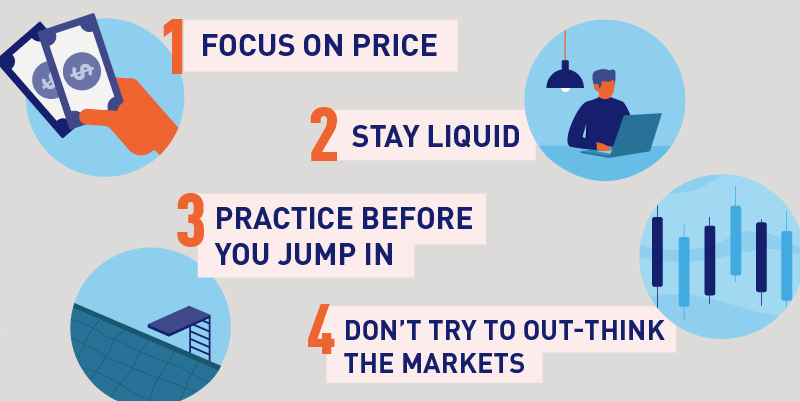 1 FOCUS ON PRICE
2 STAY LIQUID
3 PRACTICE BEFORE
YOU JUMP IN
4 DON'T TRY TO OUT-THINK
THE MARKETS
$ $